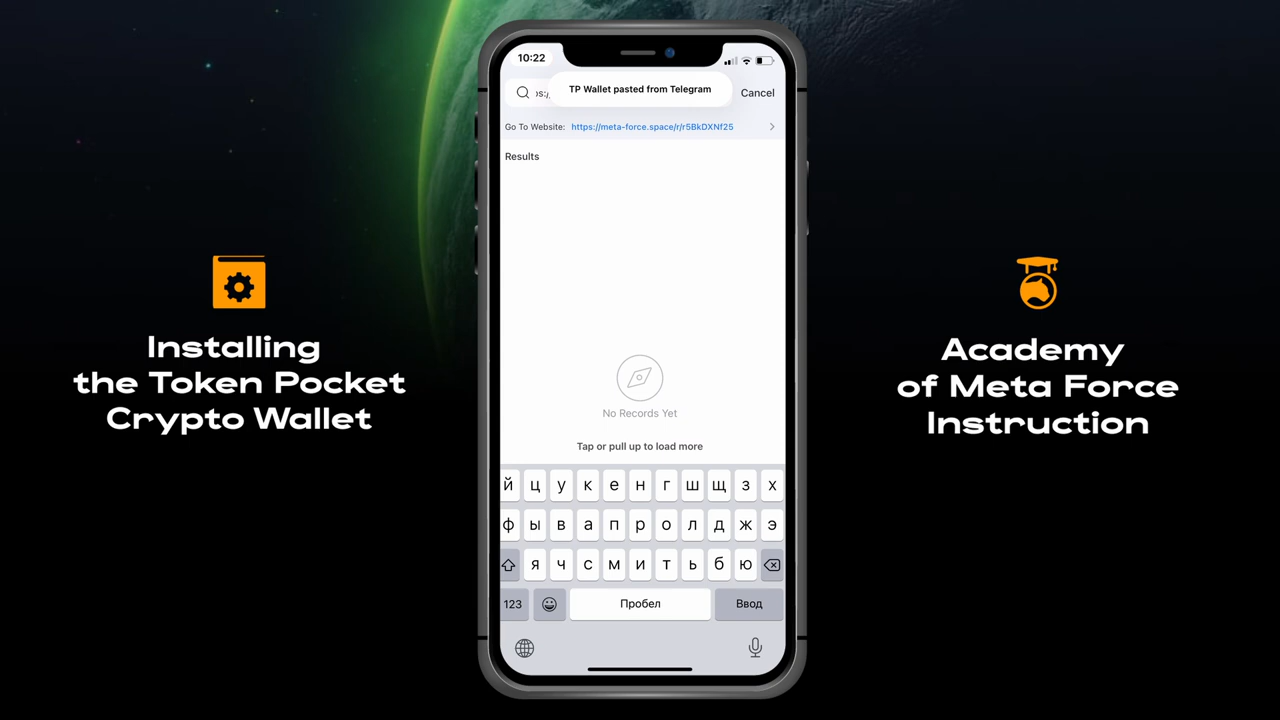 Installing
the Token Pocket
Crypto Wallet
10:22
TP Wallet pasted from Telegram
Cancel
Go To Website: https://meta-force.space/r/r5BkDXNf25
Results
No Records Yet
Tap or pull up to load more
й ц у к е н г ш щ з х
ф ы в а п р о л д ж э
я ч с м и т ь б ю
123 Пробел Ввод
Academy
of Meta Force
Instruction